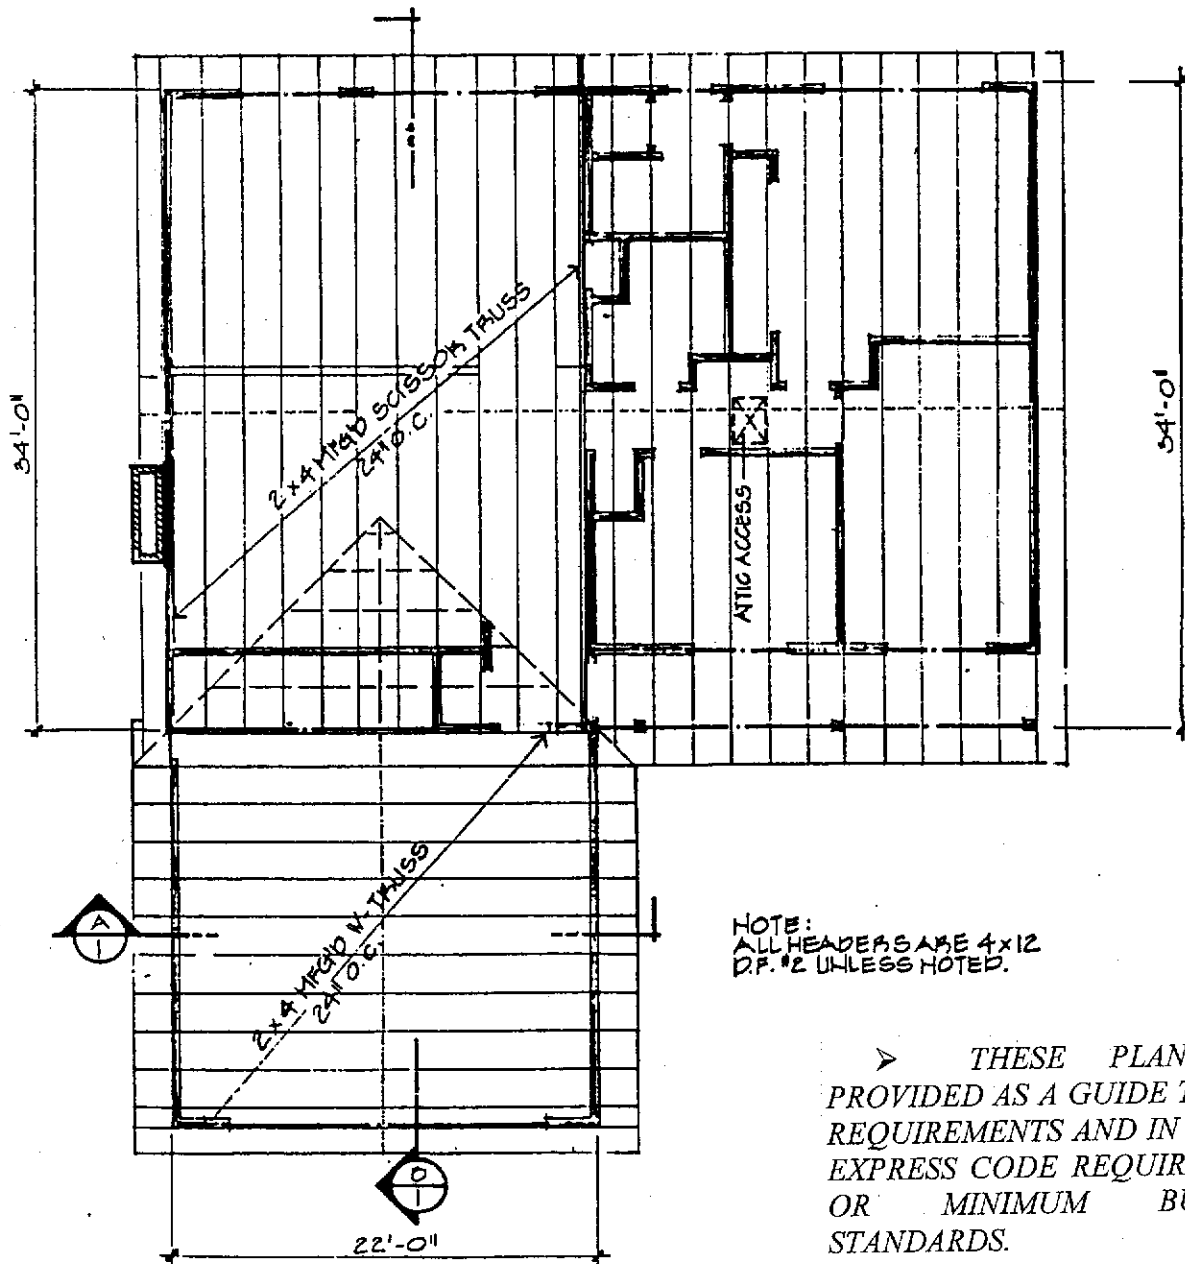 34'-0"
2x4 MFG'D SCISSOR TRUSS
24" O.C.
ATTIC ACCESS
34'-0"
2x4 MFG'D W-TRUSS
24" O.C.
A
1
D
1
22'-0"
NOTE:
ALL HEADERS ARE 4x12
D.F. #2 UNLESS NOTED.
➢ THESE PLAN
PROVIDED AS A GUIDE T
REQUIREMENTS AND IN
EXPRESS CODE REQUIR
OR MINIMUM BU
STANDARDS.